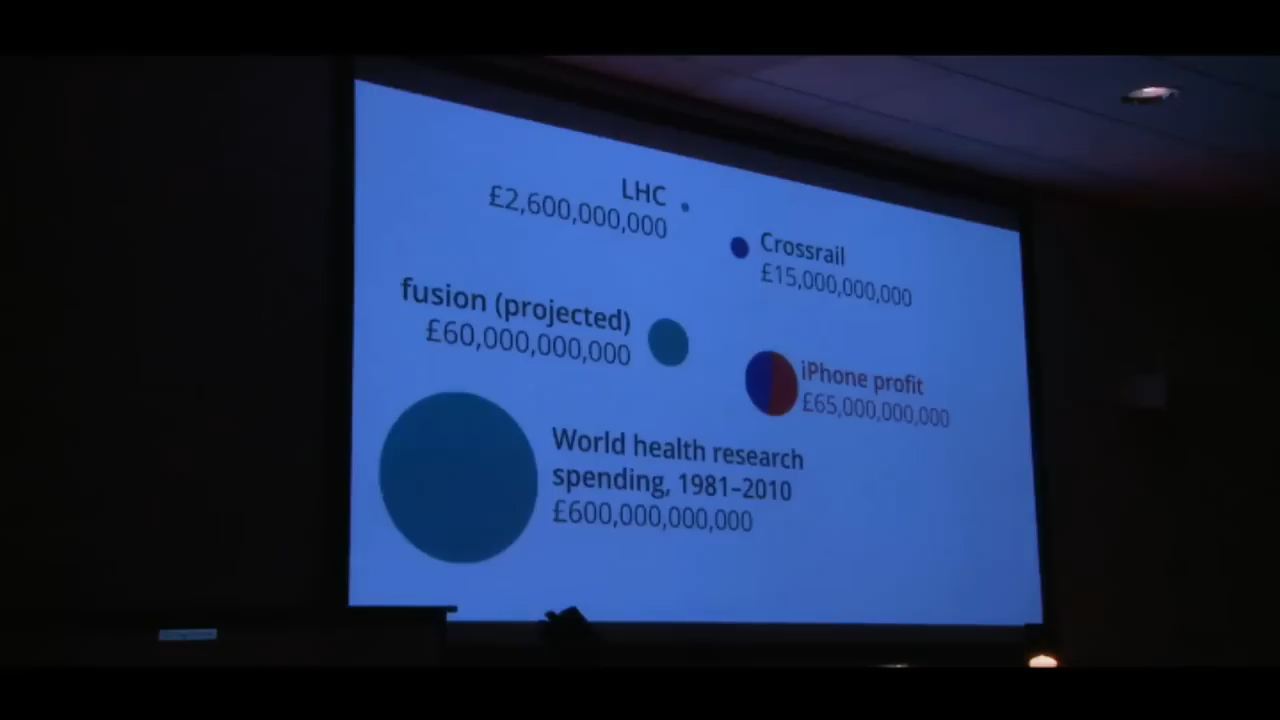 LHC
£2,600,000,000
Crossrail
£15,000,000,000
fusion (projected)
£60,000,000,000
iPhone profit
£65,000,000,000
World health research
spending, 1981–2010
£600,000,000,000